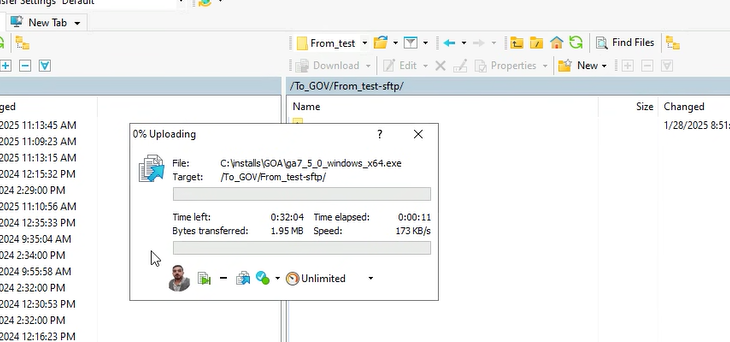 nsfer Settings Default
New Tab
From_test
Find Files
Download
Edit
Properties
New
/To_GOV/From_test-sftp/
ged
Name
Size
Changed
2025 11:13:45 AM
1/28/2025 8:51:
2025 11:09:23 AM
2025 11:13:15 AM
2024 12:15:32 PM
2024 2:29:00 PM
2025 11:10:56 AM
2024 12:35:33 PM
2024 9:35:04 AM
2024 2:34:00 PM
2024 9:55:58 AM
2024 2:32:00 PM
2024 12:30:53 PM
2024 2:32:00 PM
2024 12:16:23 PM
0% Uploading
?
File: C:\installs\GOA\ga7_5_0_windows_x64.exe
Target: /To_GOV/From_test-sftp/
Time left: 0:32:04 Time elapsed: 0:00:11
Bytes transferred: 1.95 MB Speed: 173 KB/s
Unlimited